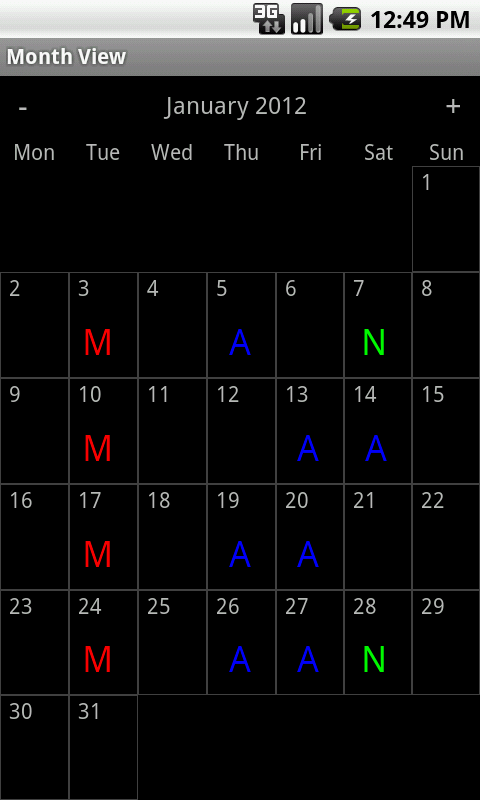 3G 12:49 PM
Month View
- January 2012 +
Mon Tue Wed Thu Fri Sat Sun
1
2 3 4 5 6 7 8
M A N
9 10 11 12 13 14 15
M A A
16 17 18 19 20 21 22
M A A
23 24 25 26 27 28 29
M A A N
30 31